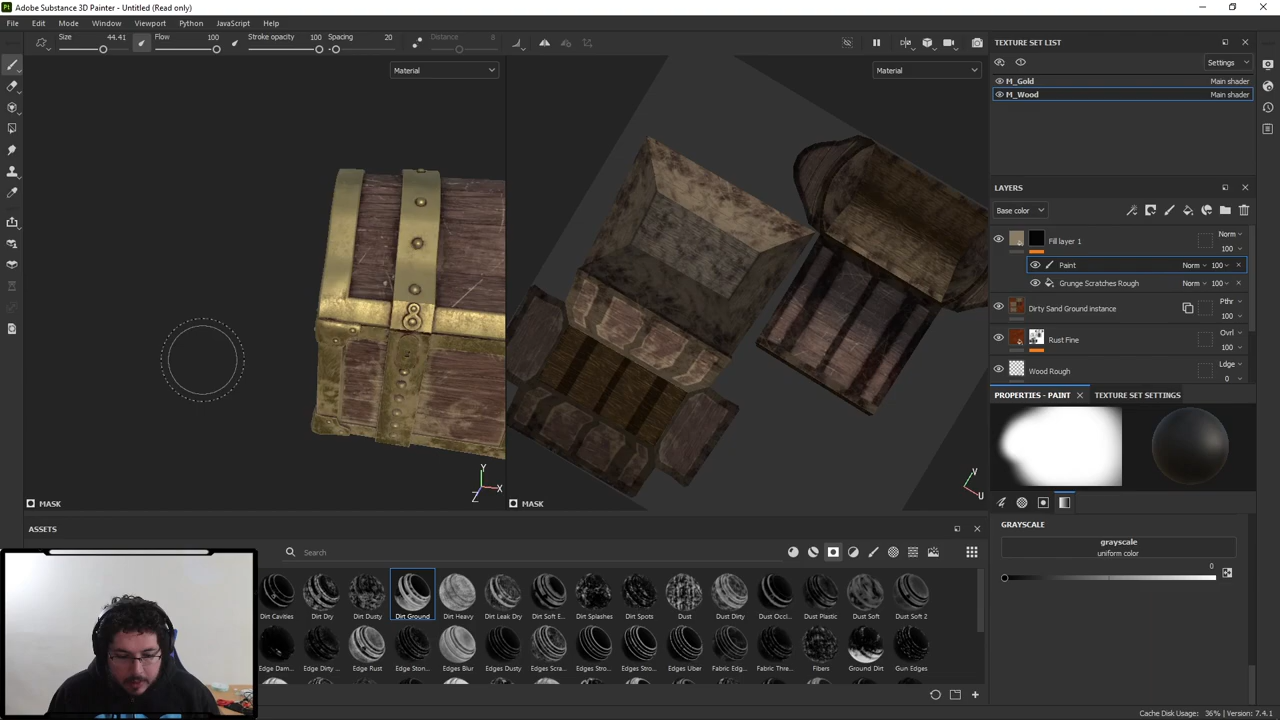 Adobe Substance 3D Painter - Untitled (Read only)
File Edit Mode Window Viewport Python JavaScript Help
Size 44.41 Flow 100 Stroke opacity 100 Spacing 20 Distance 8
Material
Material
Y
X
Z
V
U
MASK
MASK
TEXTURE SET LIST
Settings
M_Gold Main shader
M_Wood Main shader
LAYERS
Base color
Fill layer 1 Norm 100
Paint Norm 100
Grunge Scratches Rough Norm 100
Dirty Sand Ground instance Pthr 100
Rust Fine Ovrl 100
Wood Rough Ldge 0
PROPERTIES - PAINT TEXTURE SET SETTINGS
GRAYSCALE
grayscale
uniform color
0
ASSETS
Search
Dirt Cavities Dirt Dry Dirt Dusty Dirt Ground Dirt Heavy Dirt Leak Dry Dirt Soft E... Dirt Splashes Dirt Spots Dust Dust Dirty Dust Occl... Dust Plastic Dust Soft Dust Soft 2
Edge Dam... Edge Dirty ... Edge Rust Edge Ston... Edges Blur Edges Dusty Edges Scra... Edges Stro... Edges Stro... Edges Uber Fabric Edg... Fabric Thre... Fibers Ground Dirt Gun Edges
Cache Disk Usage: 36% | Version: 7.4.1